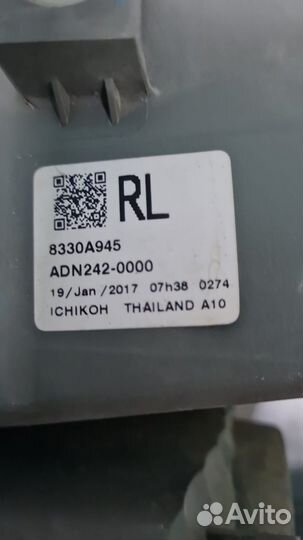 RL
8330A945
ADN242-0000
19/Jan/2017 07h38 0274
ICHIKOH THAILAND A10
Avito